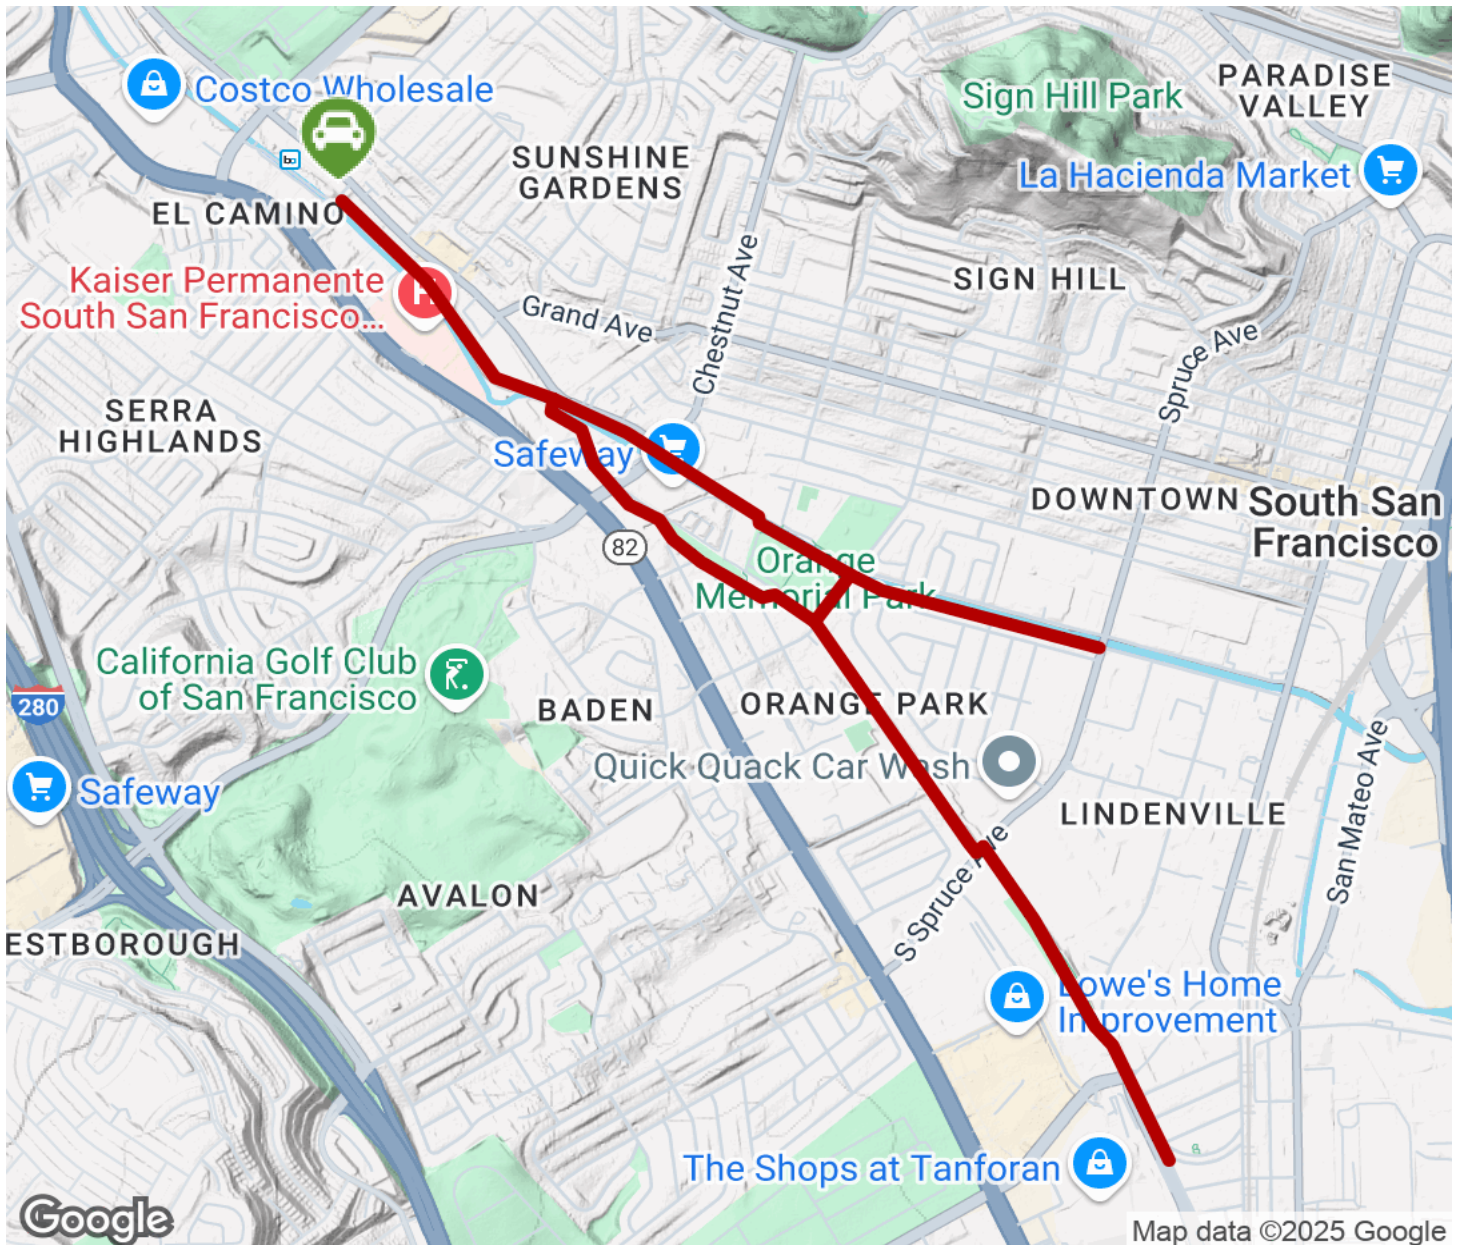 PARADISE
VALLEY
Costco Wholesale
Sign Hill Park
SUNSHINE
GARDENS
La Hacienda Market
EL CAMINO
Kaiser Permanente
South San Francisco...
H
SIGN HILL
Chestnut Ave
Grand Ave
Spruce Ave
SERRA
HIGHLANDS
Safeway
DOWNTOWN
South San
Francisco
82
Orange
Memorial Park
California Golf Club
of San Francisco
280
BADEN
ORANGE PARK
Quick Quack Car Wash
Safeway
LINDENVILLE
San Mateo Ave
S Spruce Ave
AVALON
ESTBOROUGH
Lowe's Home
Improvement
The Shops at Tanforan
Google
Map data ©2025 Google